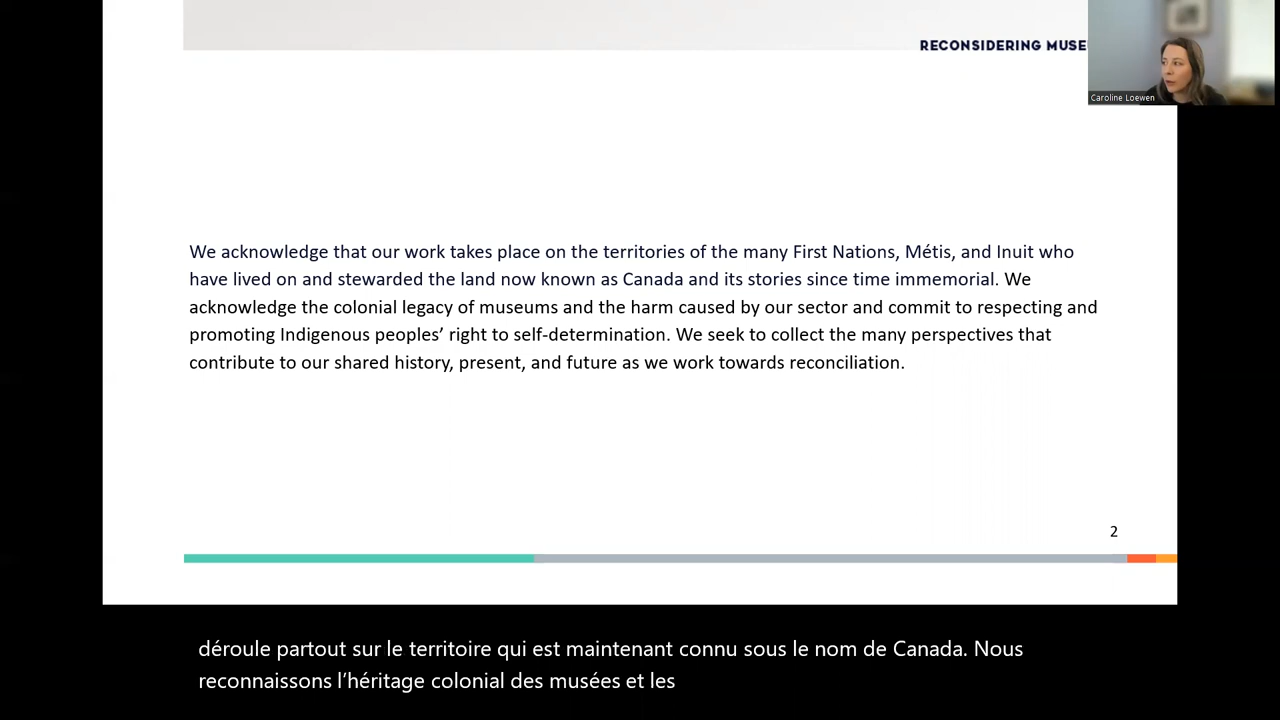 RECONSIDERING MUSE
Caroline Loewen
We acknowledge that our work takes place on the territories of the many First Nations, Métis, and Inuit who
have lived on and stewarded the land now known as Canada and its stories since time immemorial. We
acknowledge the colonial legacy of museums and the harm caused by our sector and commit to respecting and
promoting Indigenous peoples’ right to self-determination. We seek to collect the many perspectives that
contribute to our shared history, present, and future as we work towards reconciliation.
2
déroule partout sur le territoire qui est maintenant connu sous le nom de Canada. Nous
reconnaissons l’héritage colonial des musées et les